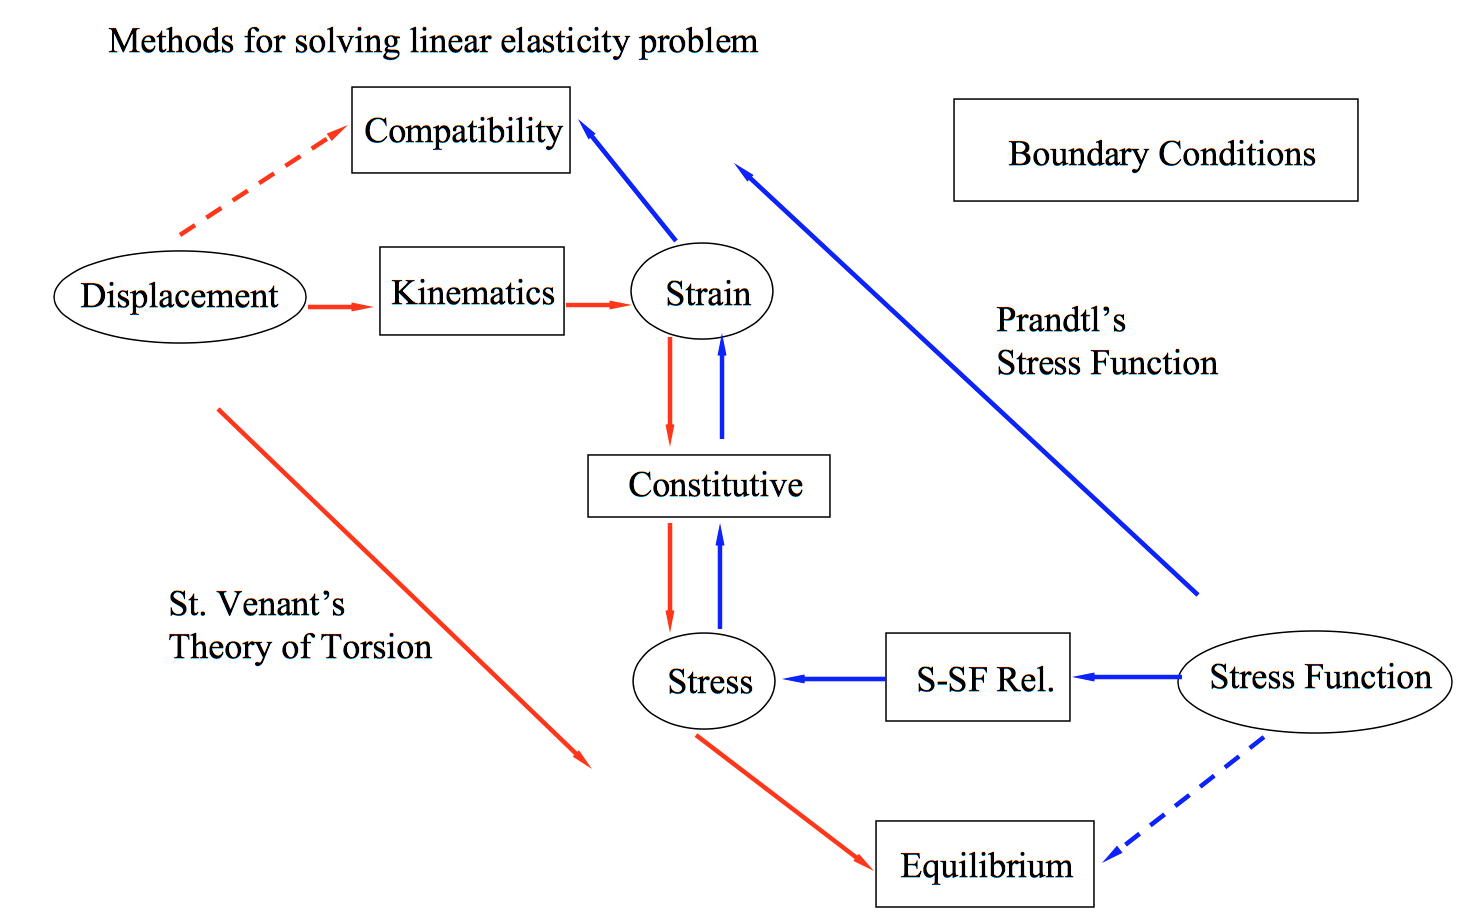 Methods for solving linear elasticity problem
Compatibility
Boundary Conditions
Displacement
Kinematics
Strain
Prandtl’s
Stress Function
Constitutive
St. Venant’s
Theory of Torsion
Stress
S-SF Rel.
Stress Function
Equilibrium